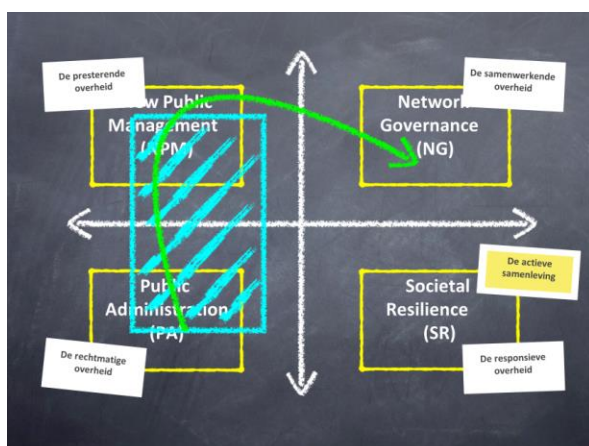 De presterende
overheid
New Public
Management
(NPM)
De samenwerkende
overheid
Network
Governance
(NG)
Public
Administration
(PA)
De rechtmatige
overheid
De actieve
samenleving
Societal
Resilience
(SR)
De responsieve
overheid